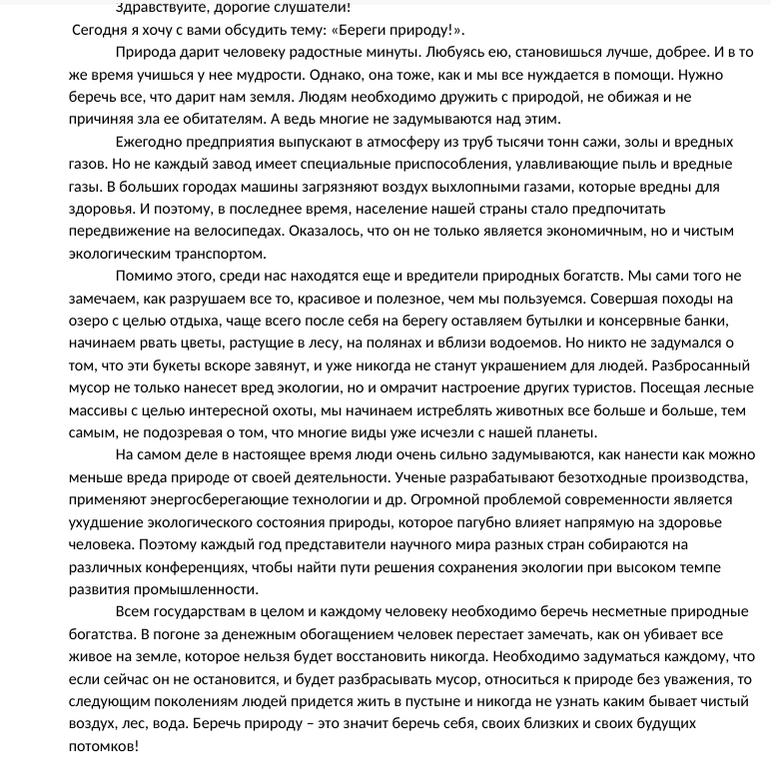 Здравствуйте, дорогие слушатели!
Сегодня я хочу с вами обсудить тему: «Береги природу!».
Природа дарит человеку радостные минуты. Любуясь ею, становишься лучше, добрее. И в то
же время учишься у нее мудрости. Однако, она тоже, как и мы все нуждается в помощи. Нужно
беречь все, что дарит нам земля. Людям необходимо дружить с природой, не обижая и не
причиняя зла ее обитателям. А ведь многие не задумываются над этим.
Ежегодно предприятия выпускают в атмосферу из труб тысячи тонн сажи, золы и вредных
газов. Но не каждый завод имеет специальные приспособления, улавливающие пыль и вредные
газы. В больших городах машины загрязняют воздух выхлопными газами, которые вредны для
здоровья. И поэтому, в последнее время, население нашей страны стало предпочитать
передвижение на велосипедах. Оказалось, что он не только является экономичным, но и чистым
экологическим транспортом.
Помимо этого, среди нас находятся еще и вредители природных богатств. Мы сами того не
замечаем, как разрушаем все то, красивое и полезное, чем мы пользуемся. Совершая походы на
озеро с целью отдыха, чаще всего после себя на берегу оставляем бутылки и консервные банки,
начинаем рвать цветы, растущие в лесу, на полянах и вблизи водоемов. Но никто не задумался о
том, что эти букеты вскоре завянут, и уже никогда не станут украшением для людей. Разбросанный
мусор не только нанесет вред экологии, но и омрачит настроение других туристов. Посещая лесные
массивы с целью интересной охоты, мы начинаем истреблять животных все больше и больше, тем
самым, не подозревая о том, что многие виды уже исчезли с нашей планеты.
На самом деле в настоящее время люди очень сильно задумываются, как нанести как можно
меньше вреда природе от своей деятельности. Ученые разрабатывают безотходные производства,
применяют энергосберегающие технологии и др. Огромной проблемой современности является
ухудшение экологического состояния природы, которое пагубно влияет напрямую на здоровье
человека. Поэтому каждый год представители научного мира разных стран собираются на
различных конференциях, чтобы найти пути решения сохранения экологии при высоком темпе
развития промышленности.
Всем государствам в целом и каждому человеку необходимо беречь несметные природные
богатства. В погоне за денежным обогащением человек перестает замечать, как он убивает все
живое на земле, которое нельзя будет восстановить никогда. Необходимо задуматься каждому, что
если сейчас он не остановится, и будет разбрасывать мусор, относиться к природе без уважения, то
следующим поколениям людей придется жить в пустыне и никогда не узнать каким бывает чистый
воздух, лес, вода. Беречь природу – это значит беречь себя, своих близких и своих будущих
потомков!